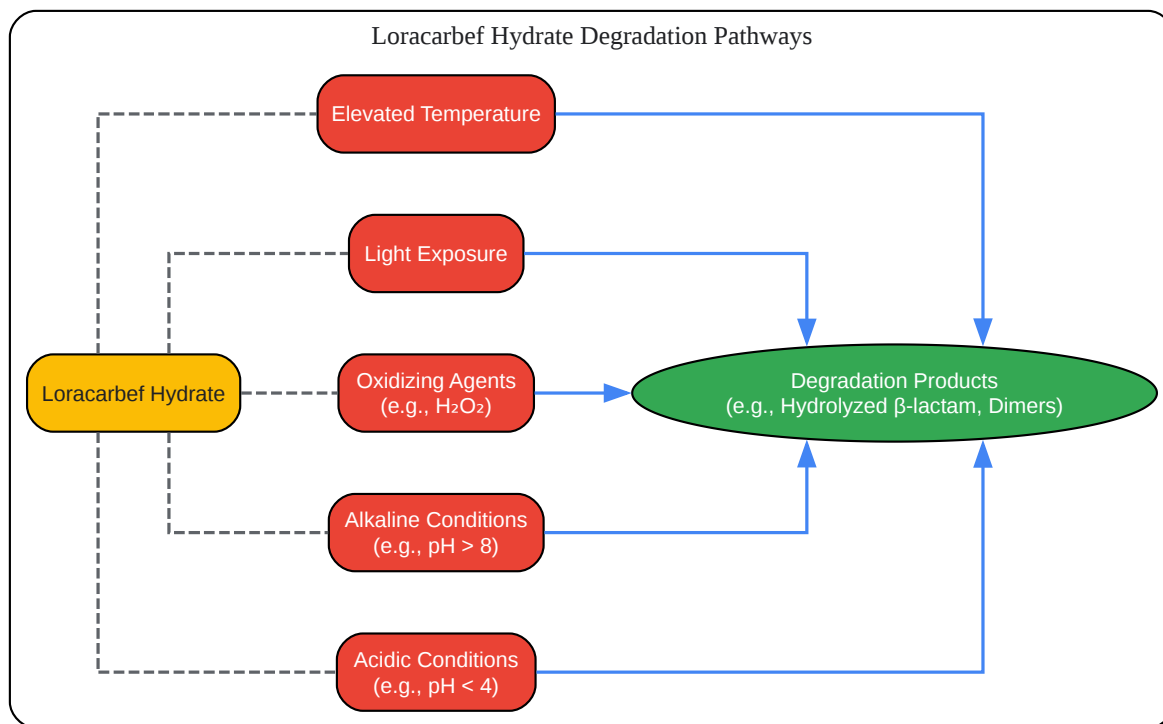 Loracarbef Hydrate Degradation Pathways
Elevated Temperature
Light Exposure
Loracarbef Hydrate
Oxidizing Agents
(e.g., H₂O₂)
Degradation Products
(e.g., Hydrolyzed β-lactam, Dimers)
Alkaline Conditions
(e.g., pH > 8)
Acidic Conditions
(e.g., pH < 4)